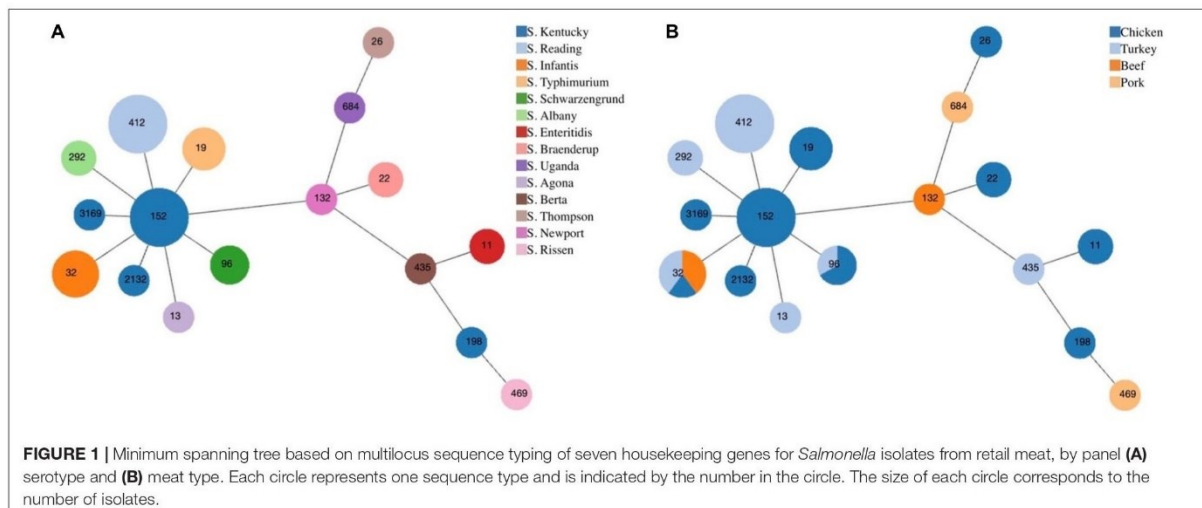 A
26
684
412
19
292
22
132
3169
152
11
32
2132
96
435
13
198
469
S. Kentucky
S. Reading
S. Infantis
S. Typhimurium
S. Schwarzengrund
S. Albany
S. Enteritidis
S. Braenderup
S. Uganda
S. Agona
S. Berta
S. Thompson
S. Newport
S. Rissen
B
26
684
412
19
292
22
132
3169
152
11
32
2132
96
435
13
198
469
Chicken
Turkey
Beef
Pork
FIGURE 1 | Minimum spanning tree based on multilocus sequence typing of seven housekeeping genes for Salmonella isolates from retail meat, by panel (A)
serotype and (B) meat type. Each circle represents one sequence type and is indicated by the number in the circle. The size of each circle corresponds to the
number of isolates.